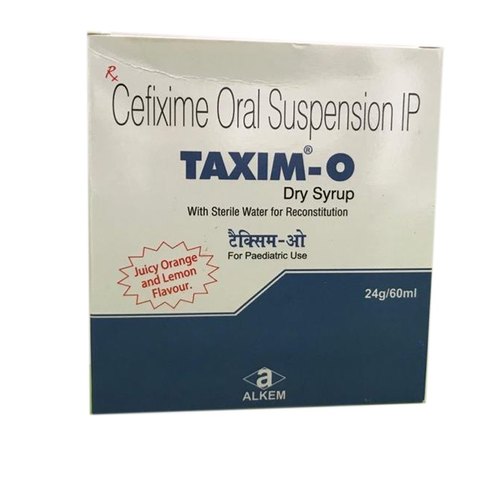 Rx
Cefixime Oral Suspension IP
TAXIM®-O
Dry Syrup
With Sterile Water for Reconstitution
टैक्सिम-ओ
For Paediatric Use
Juicy Orange
and Lemon
Flavour.
24g/60ml
a
ALKEM